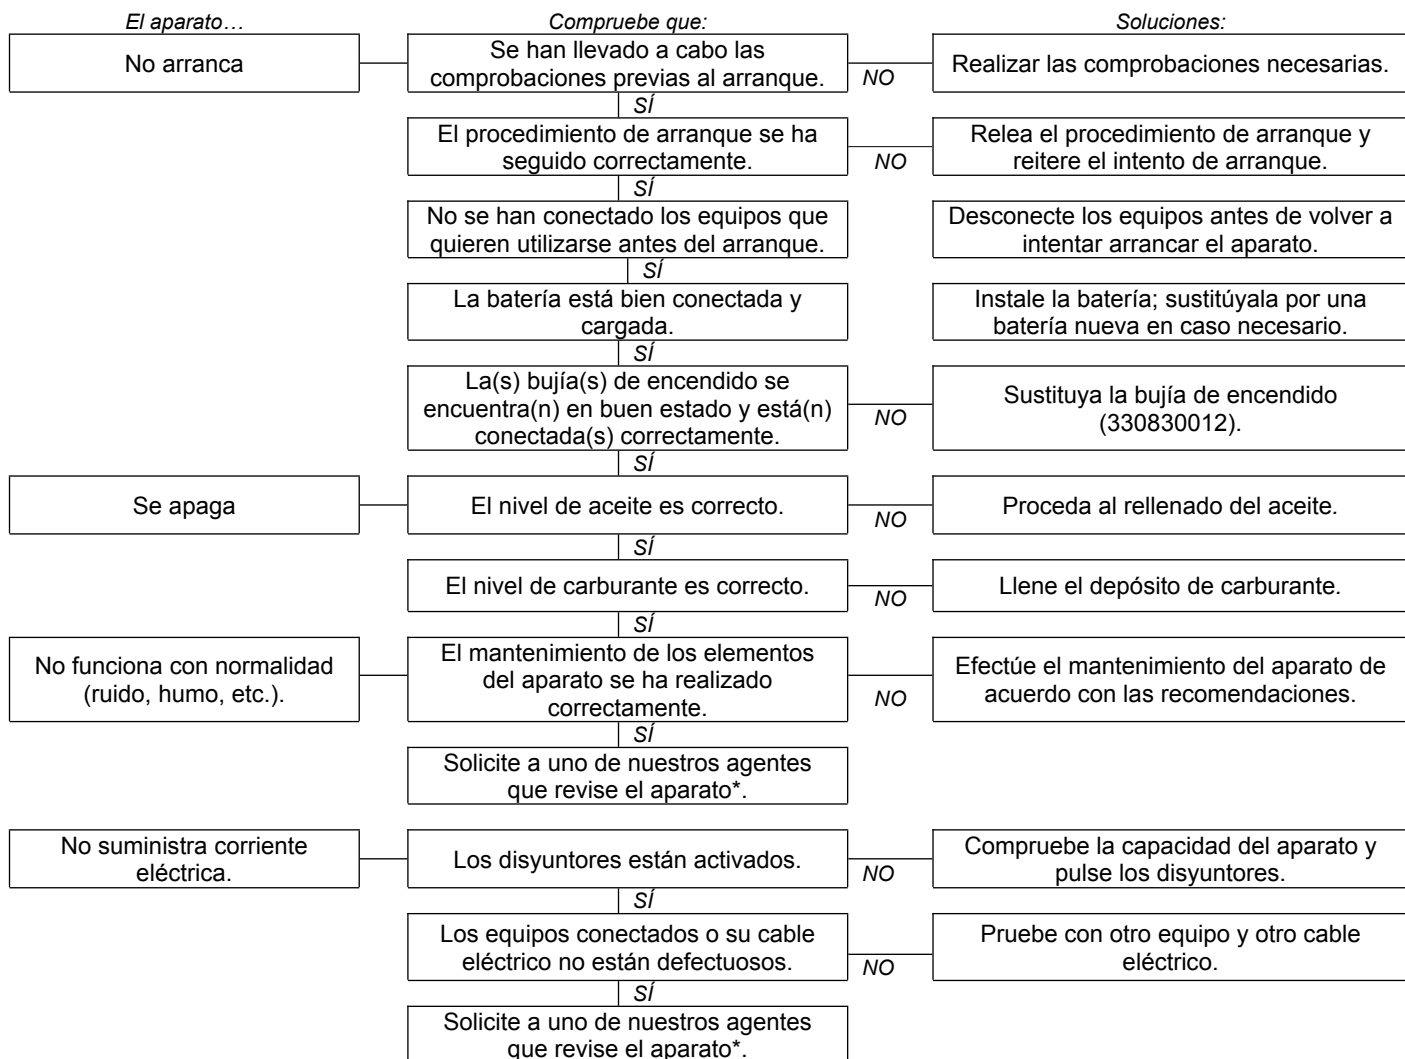 El aparato…
Compruebe que:
Soluciones:
No arranca
Se han llevado a cabo las
comprobaciones previas al arranque.
NO
Realizar las comprobaciones necesarias.
SÍ
El procedimiento de arranque se ha
seguido correctamente.
NO
Relea el procedimiento de arranque y
reitere el intento de arranque.
SÍ
No se han conectado los equipos que
quieren utilizarse antes del arranque.
Desconecte los equipos antes de volver a
intentar arrancar el aparato.
SÍ
La batería está bien conectada y
cargada.
Instale la batería; sustitúyala por una
batería nueva en caso necesario.
SÍ
La(s) bujía(s) de encendido se
encuentra(n) en buen estado y está(n)
conectada(s) correctamente.
NO
Sustituya la bujía de encendido
(330830012).
SÍ
Se apaga
El nivel de aceite es correcto.
NO
Proceda al rellenado del aceite.
SÍ
El nivel de carburante es correcto.
NO
Llene el depósito de carburante.
SÍ
No funciona con normalidad
(ruido, humo, etc.).
El mantenimiento de los elementos
del aparato se ha realizado
correctamente.
NO
Efectúe el mantenimiento del aparato de
acuerdo con las recomendaciones.
SÍ
Solicite a uno de nuestros agentes
que revise el aparato*.
No suministra corriente
eléctrica.
Los disyuntores están activados.
NO
Compruebe la capacidad del aparato y
pulse los disyuntores.
SÍ
Los equipos conectados o su cable
eléctrico no están defectuosos.
NO
Pruebe con otro equipo y otro cable
eléctrico.
SÍ
Solicite a uno de nuestros agentes
que revise el aparato*.